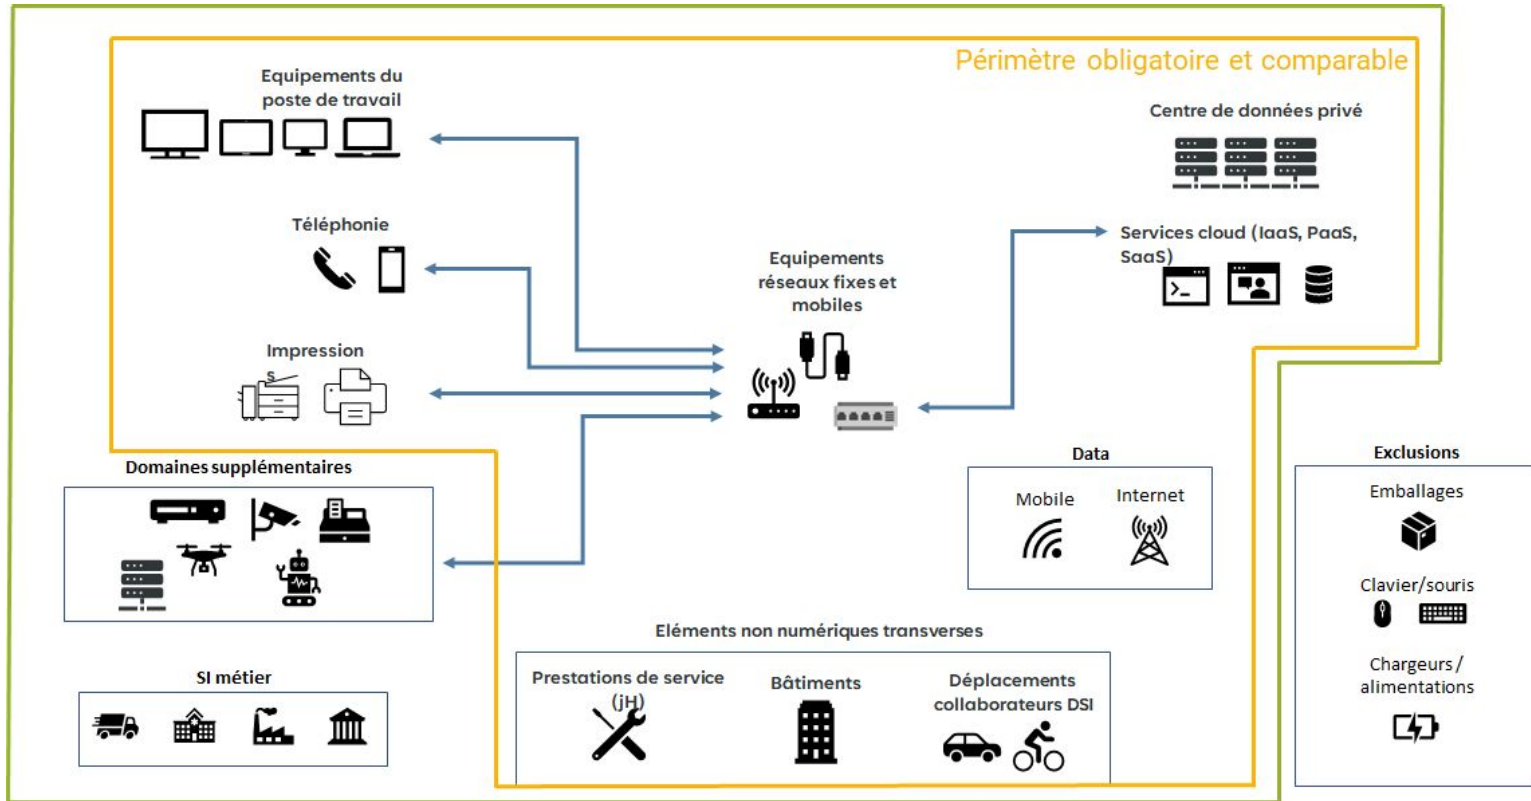 Périmètre obligatoire et comparable
Equipements du
poste de travail
Centre de données privé
Téléphonie
Services cloud (IaaS, PaaS,
SaaS)
Equipements
réseaux fixes et
mobiles
Impression
S
Domaines supplémentaires
Data
Mobile
Internet
Exclusions
Emballages
Clavier/souris
Chargeurs /
alimentations
Eléments non numériques transverses
Prestations de service
(jH)
Bâtiments
Déplacements
collaborateurs DSI
SI métier